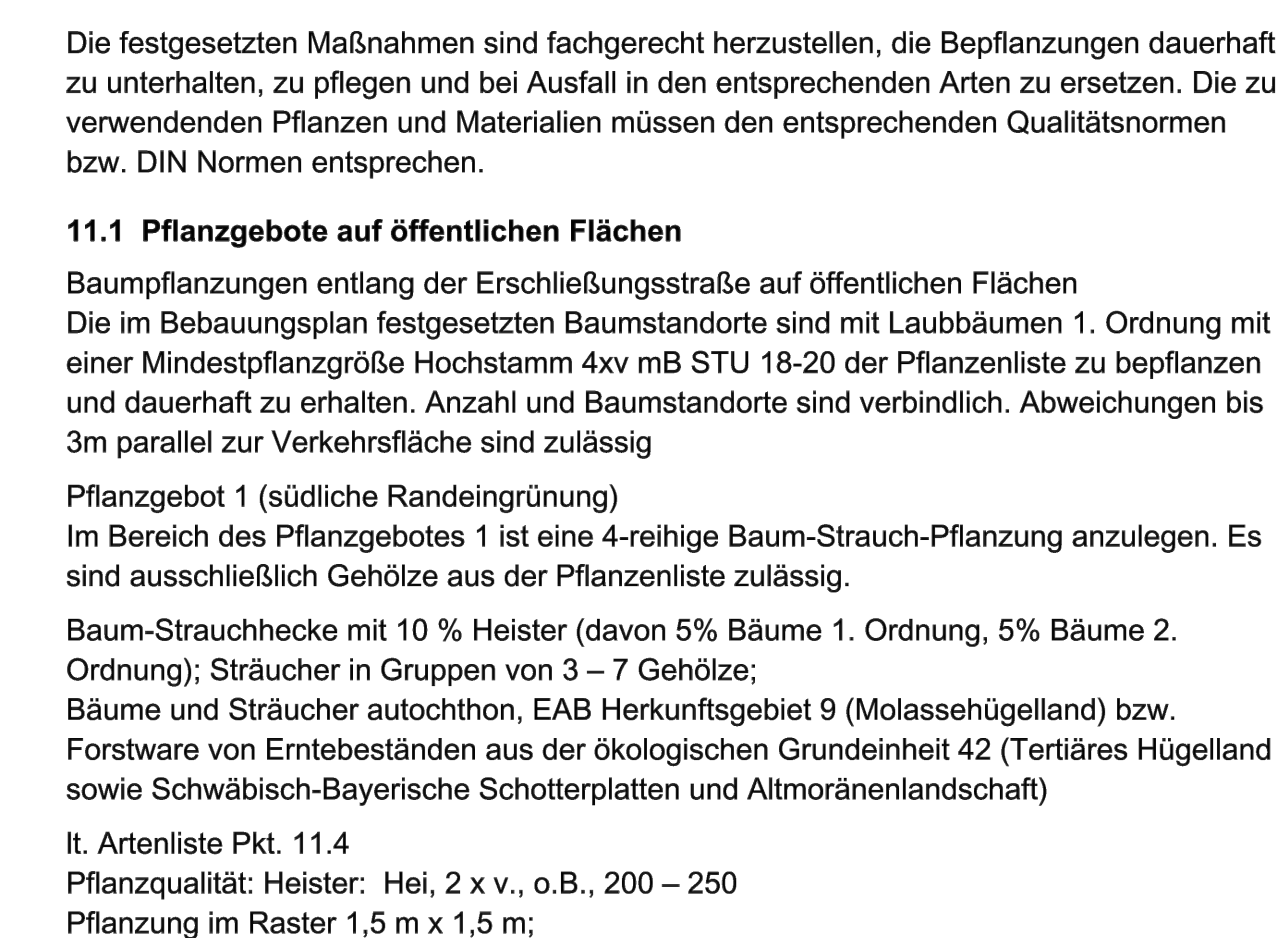 Die festgesetzten Maßnahmen sind fachgerecht herzustellen, die Bepflanzungen dauerhaft
zu unterhalten, zu pflegen und bei Ausfall in den entsprechenden Arten zu ersetzen. Die zu
verwendenden Pflanzen und Materialien müssen den entsprechenden Qualitätsnormen
bzw. DIN Normen entsprechen.
11.1 Pflanzgebote auf öffentlichen Flächen
Baumpflanzungen entlang der Erschließungsstraße auf öffentlichen Flächen
Die im Bebauungsplan festgesetzten Baumstandorte sind mit Laubbäumen 1. Ordnung mit
einer Mindestpflanzgröße Hochstamm 4xv mB STU 18-20 der Pflanzenliste zu bepflanzen
und dauerhaft zu erhalten. Anzahl und Baumstandorte sind verbindlich. Abweichungen bis
3m parallel zur Verkehrsfläche sind zulässig
Pflanzgebot 1 (südliche Randeingrünung)
Im Bereich des Pflanzgebotes 1 ist eine 4-reihige Baum-Strauch-Pflanzung anzulegen. Es
sind ausschließlich Gehölze aus der Pflanzenliste zulässig.
Baum-Strauchhecke mit 10 % Heister (davon 5% Bäume 1. Ordnung, 5% Bäume 2.
Ordnung); Sträucher in Gruppen von 3 – 7 Gehölze;
Bäume und Sträucher autochthon, EAB Herkunftsgebiet 9 (Molassehügelland) bzw.
Forstware von Erntebeständen aus der ökologischen Grundeinheit 42 (Tertiäres Hügelland
sowie Schwäbisch-Bayerische Schotterplatten und Altmoränenlandschaft)
lt. Artenliste Pkt. 11.4
Pflanzqualität: Heister: Hei, 2 x v., o.B., 200 – 250
Pflanzung im Raster 1,5 m x 1,5 m;